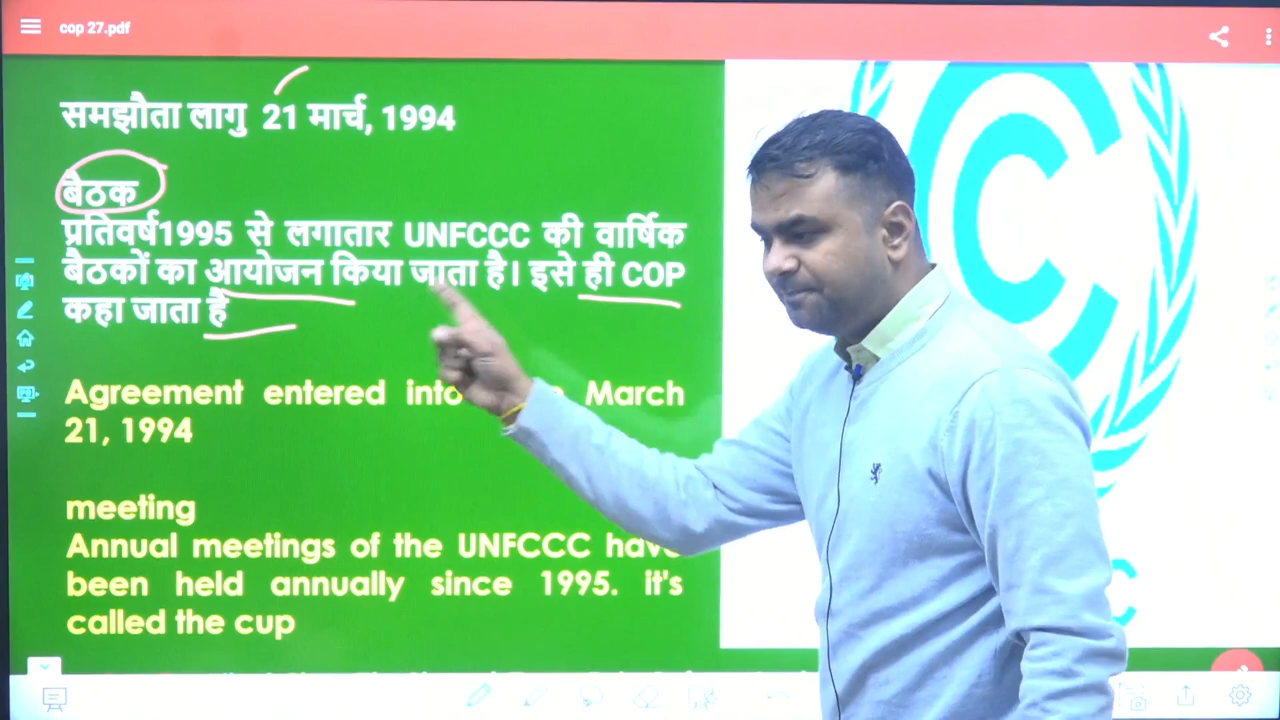 cop 27.pdf
समझौता लागु 21 मार्च, 1994
बैठक
प्रतिवर्ष1995 से लगातार UNFCCC की वार्षिक
बैठकों का आयोजन किया जाता है। इसे ही COP
कहा जाता है
Agreement entered into March
21, 1994
meeting
Annual meetings of the UNFCCC have
been held annually since 1995. it's
called the cup